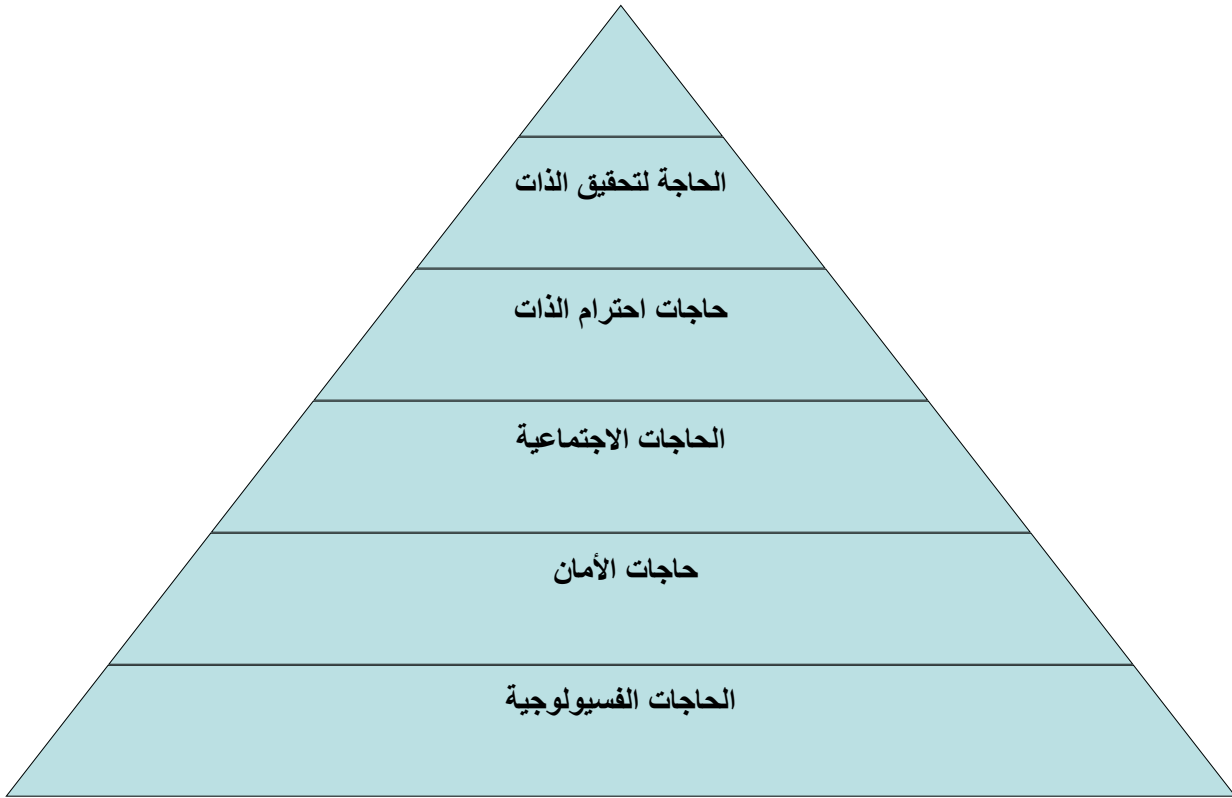 الحاجة لتحقيق الذات
حاجات احترام الذات
الحاجات الاجتماعية
حاجات الأمان
الحاجات الفسيولوجية